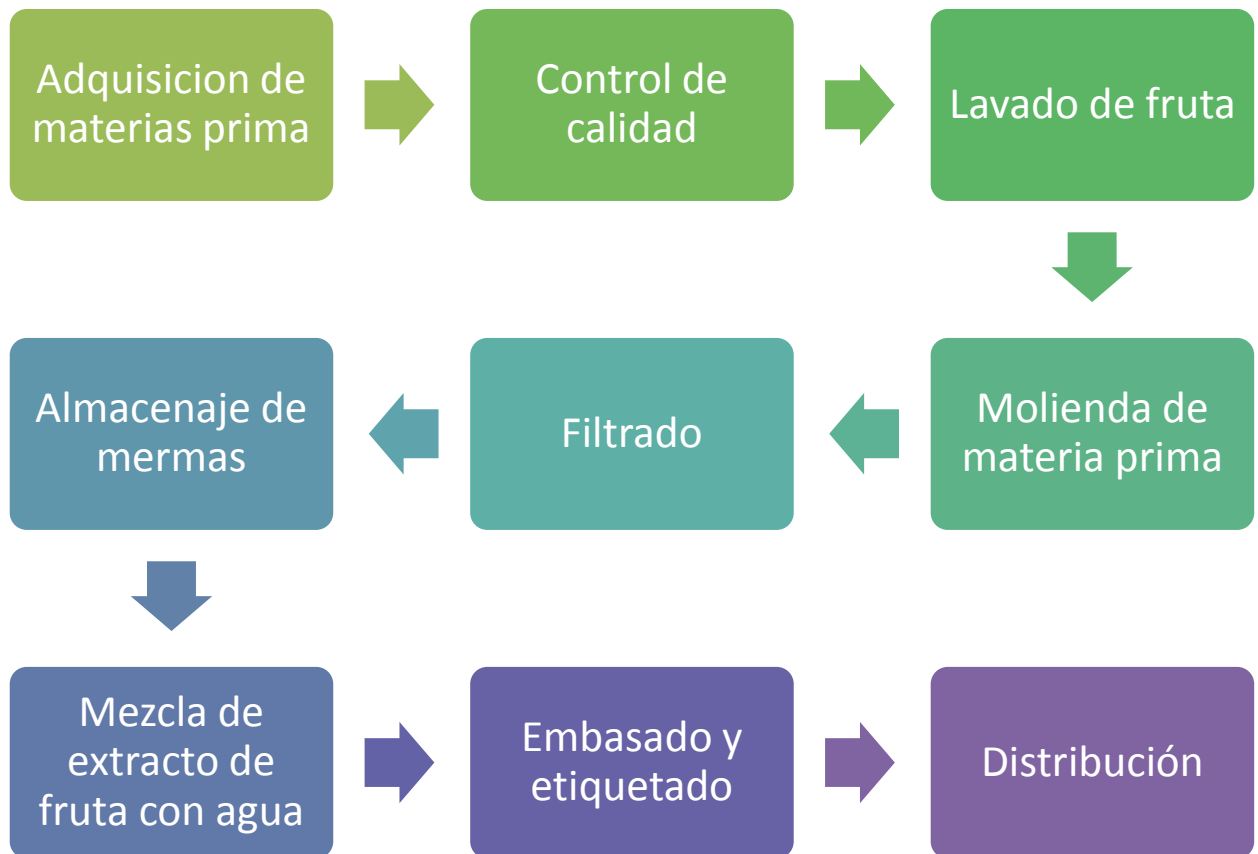 Adquisicion de
materias prima
Control de
calidad
Lavado de fruta
Molienda de
materia prima
Filtrado
Almacenaje de
mermas
Mezcla de
extracto de
fruta con agua
Embasado y
etiquetado
Distribución